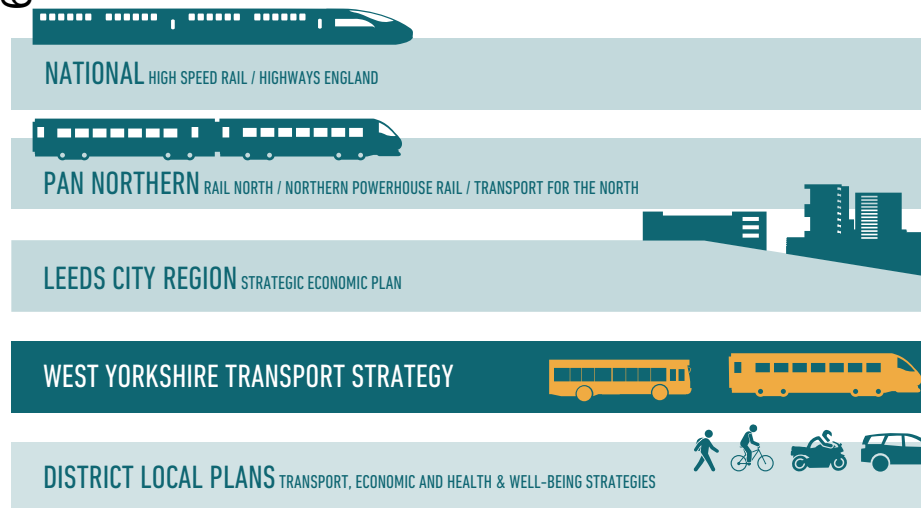 NATIONAL HIGH SPEED RAIL / HIGHWAYS ENGLAND
PAN NORTHERN RAIL NORTH / NORTHERN POWERHOUSE RAIL / TRANSPORT FOR THE NORTH
LEEDS CITY REGION STRATEGIC ECONOMIC PLAN
WEST YORKSHIRE TRANSPORT STRATEGY
DISTRICT LOCAL PLANS TRANSPORT, ECONOMIC AND HEALTH & WELL-BEING STRATEGIES